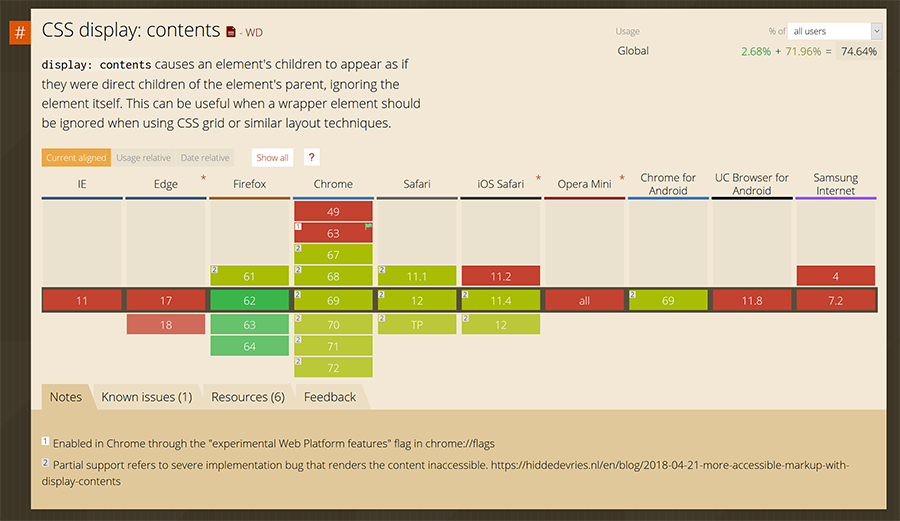 #
CSS display: contents - WD
Usage % of all users
Global 2.68% + 71.96% = 74.64%
display: contents causes an element's children to appear as if
they were direct children of the element's parent, ignoring the
element itself. This can be useful when a wrapper element should
be ignored when using CSS grid or similar layout techniques.
Current aligned Usage relative Date relative Show all ?
IE Edge * Firefox Chrome Safari iOS Safari * Opera Mini * Chrome for Android UC Browser for Android Samsung Internet
49
1 63
2 67
2 61 2 68 2 11.1 11.2 4
11 17 62 2 69 2 12 2 11.4 all 2 69 11.8 7.2
18 63 2 70 2 TP 2 12
64 2 71
2 72
Notes Known issues (1) Resources (6) Feedback
1 Enabled in Chrome through the "experimental Web Platform features" flag in chrome://flags
2 Partial support refers to severe implementation bug that renders the content inaccessible. https://hiddedevries.nl/en/blog/2018-04-21-more-accessible-markup-with-
display-contents